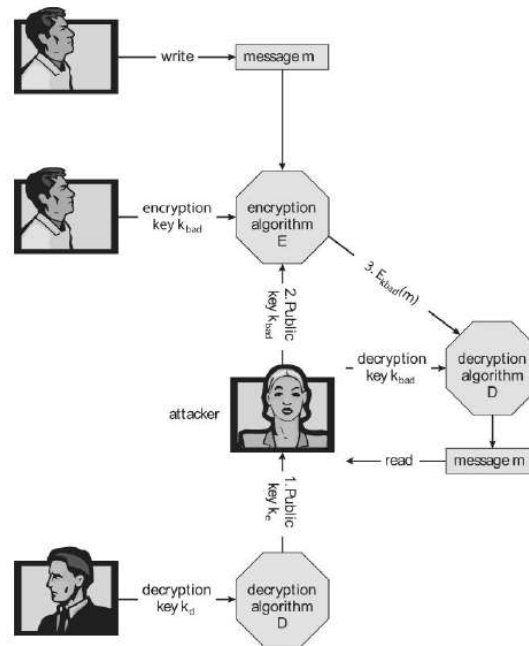 write
message m
encryption
key k_bad
encryption
algorithm
E
3. E_kbad(m)
2. Public
key k_bad
decryption
key k_bad
decryption
algorithm
D
attacker
read
message m
1. Public
key k_e
decryption
key k_d
decryption
algorithm
D